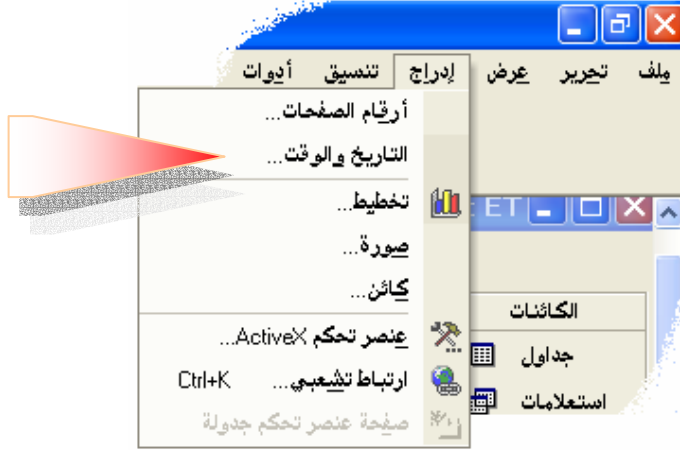 ملف تحرير عرض إدراج تنسيق أدوات
أرقام الصفحات...
التاريخ والوقت...
تخطيط...
صورة...
كائن...
عنصر تحكم ActiveX...
ارتباط تشعبي... Ctrl+K
صفحة عنصر تحكم جدولة
ET
الكائنات
جداول
استعلامات